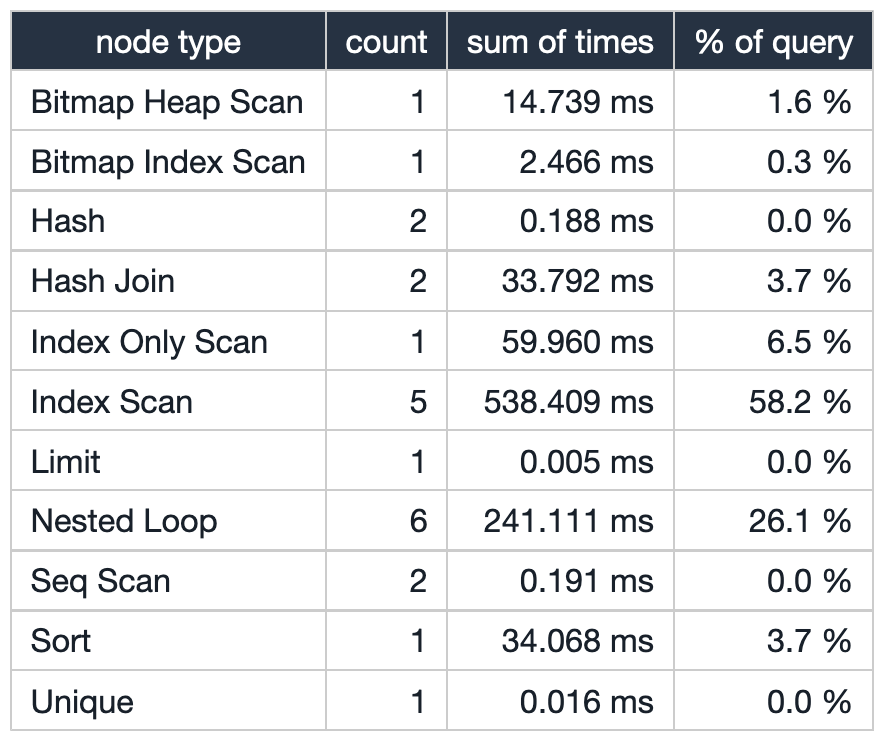 node type count sum of times % of query
Bitmap Heap Scan 1 14.739 ms 1.6 %
Bitmap Index Scan 1 2.466 ms 0.3 %
Hash 2 0.188 ms 0.0 %
Hash Join 2 33.792 ms 3.7 %
Index Only Scan 1 59.960 ms 6.5 %
Index Scan 5 538.409 ms 58.2 %
Limit 1 0.005 ms 0.0 %
Nested Loop 6 241.111 ms 26.1 %
Seq Scan 2 0.191 ms 0.0 %
Sort 1 34.068 ms 3.7 %
Unique 1 0.016 ms 0.0 %